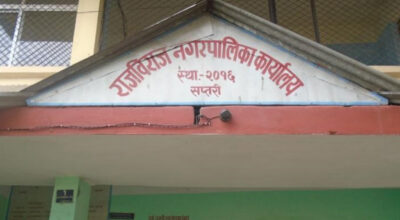 राजविराज नगरपालिका कार्यालय
स्था.-२०१६
सप्तरी